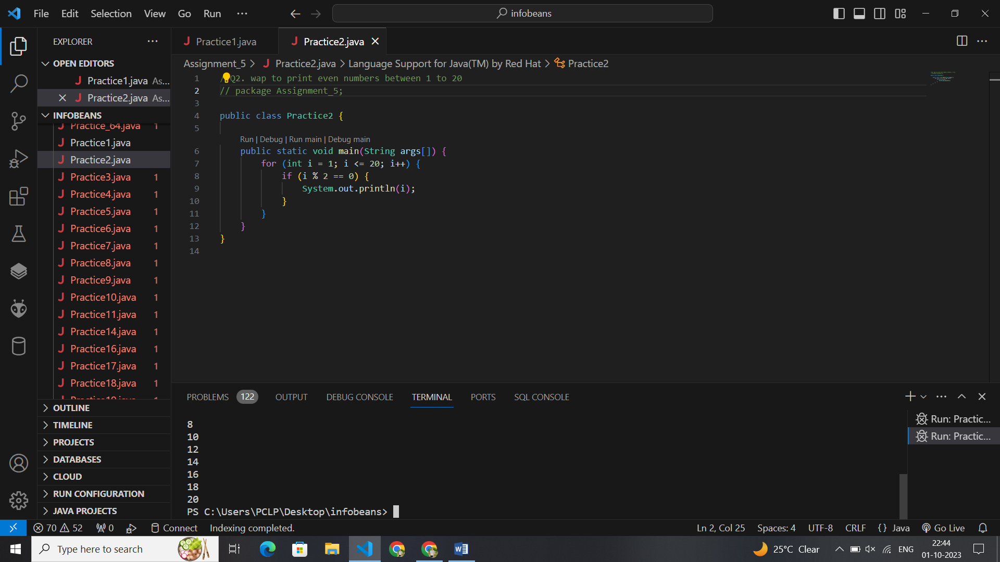 File Edit Selection View Go Run ··· infobeans
EXPLORER ···
OPEN EDITORS
Practice1.java As...
Practice2.java As...
INFOBEANS
Practice_64.java 1
Practice1.java
Practice2.java
Practice3.java 1
Practice4.java 1
Practice5.java 1
Practice6.java 1
Practice7.java 1
Practice8.java 1
Practice9.java 1
Practice10.java 1
Practice11.java 1
Practice14.java 1
Practice16.java 1
Practice17.java 1
Practice18.java 1
OUTLINE
TIMELINE
PROJECTS
DATABASES
CLOUD
RUN CONFIGURATION
JAVA PROJECTS
Practice1.java Practice2.java
Assignment_5 > Practice2.java > Language Support for Java(TM) by Red Hat > Practice2
1 /Q2. wap to print even numbers between 1 to 20
2 // package Assignment_5;
3
4 public class Practice2 {
5
Run | Debug | Run main | Debug main
6 public static void main(String args[]) {
7 for (int i = 1; i <= 20; i++) {
8 if (i % 2 == 0) {
9 System.out.println(i);
10 }
11 }
12 }
13 }
14
PROBLEMS 122 OUTPUT DEBUG CONSOLE TERMINAL PORTS SQL CONSOLE
8
10
12
14
16
18
20
PS C:\Users\PCLP\Desktop\infobeans>
Run: Practic...
Run: Practic...
70 52 0 Connect Indexing completed. Ln 2, Col 25 Spaces: 4 UTF-8 CRLF {} Java Go Live
Type here to search 25°C Clear ENG 22:44
01-10-2023